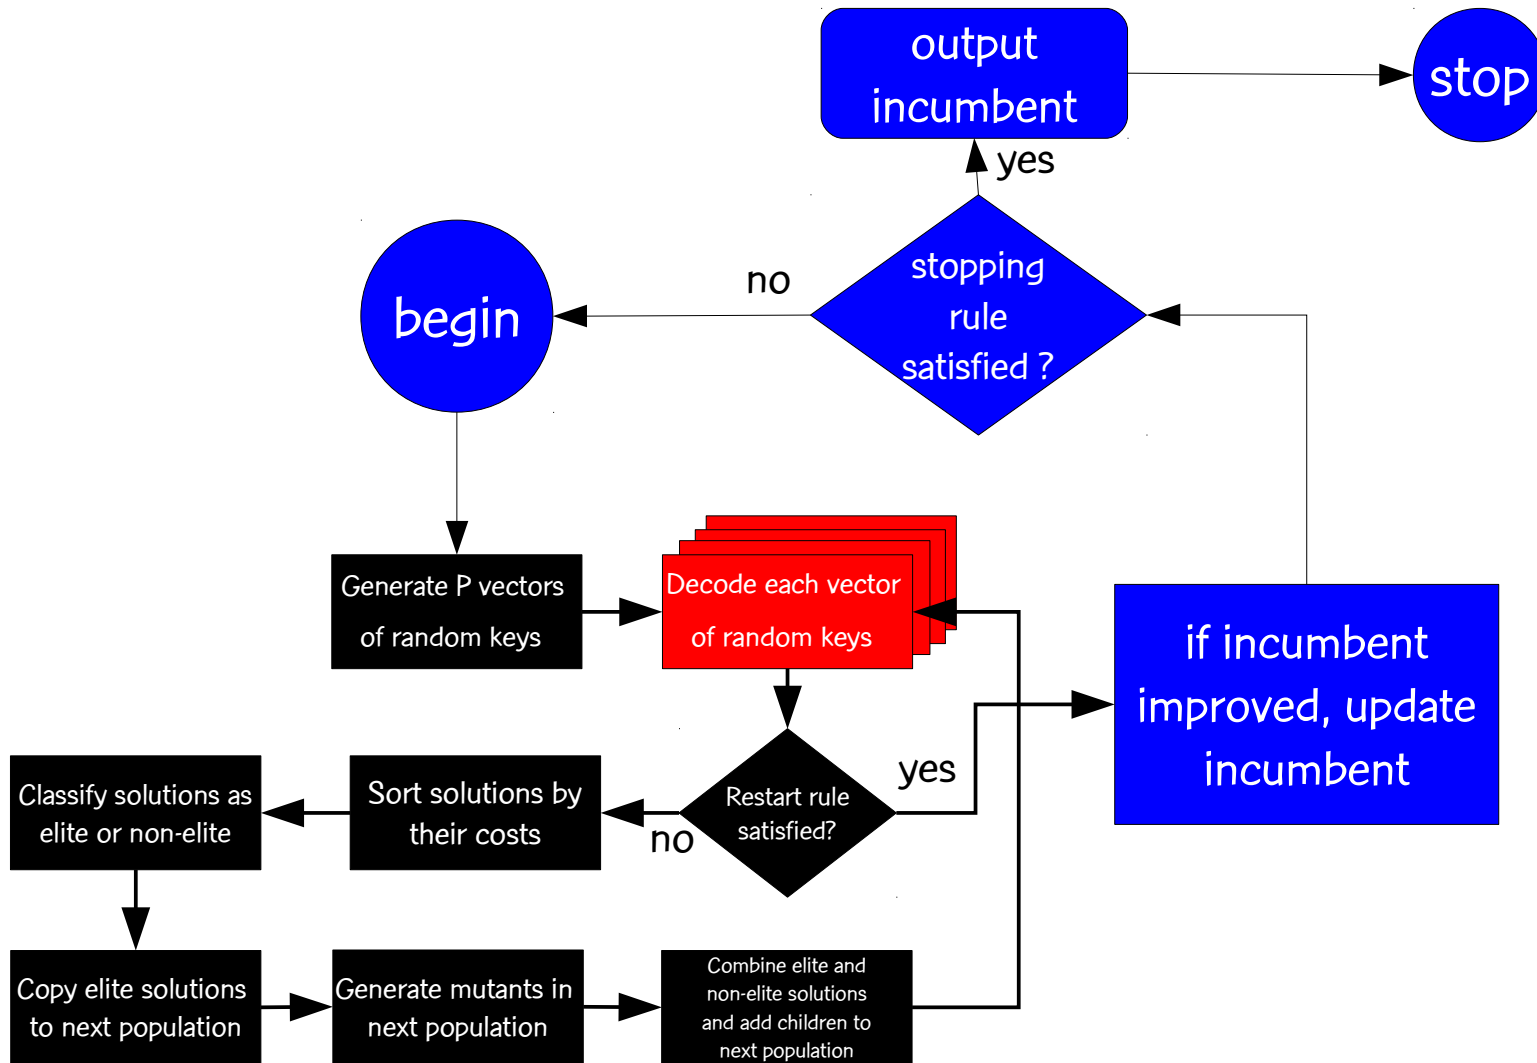 output
incumbent
stop
yes
stopping
rule
satisfied ?
no
begin
Generate P vectors
of random keys
Decode each vector
of random keys
if incumbent
improved, update
incumbent
Restart rule
satisfied?
yes
no
Sort solutions by
their costs
Classify solutions as
elite or non-elite
Copy elite solutions
to next population
Generate mutants in
next population
Combine elite and
non-elite solutions
and add children to
next population